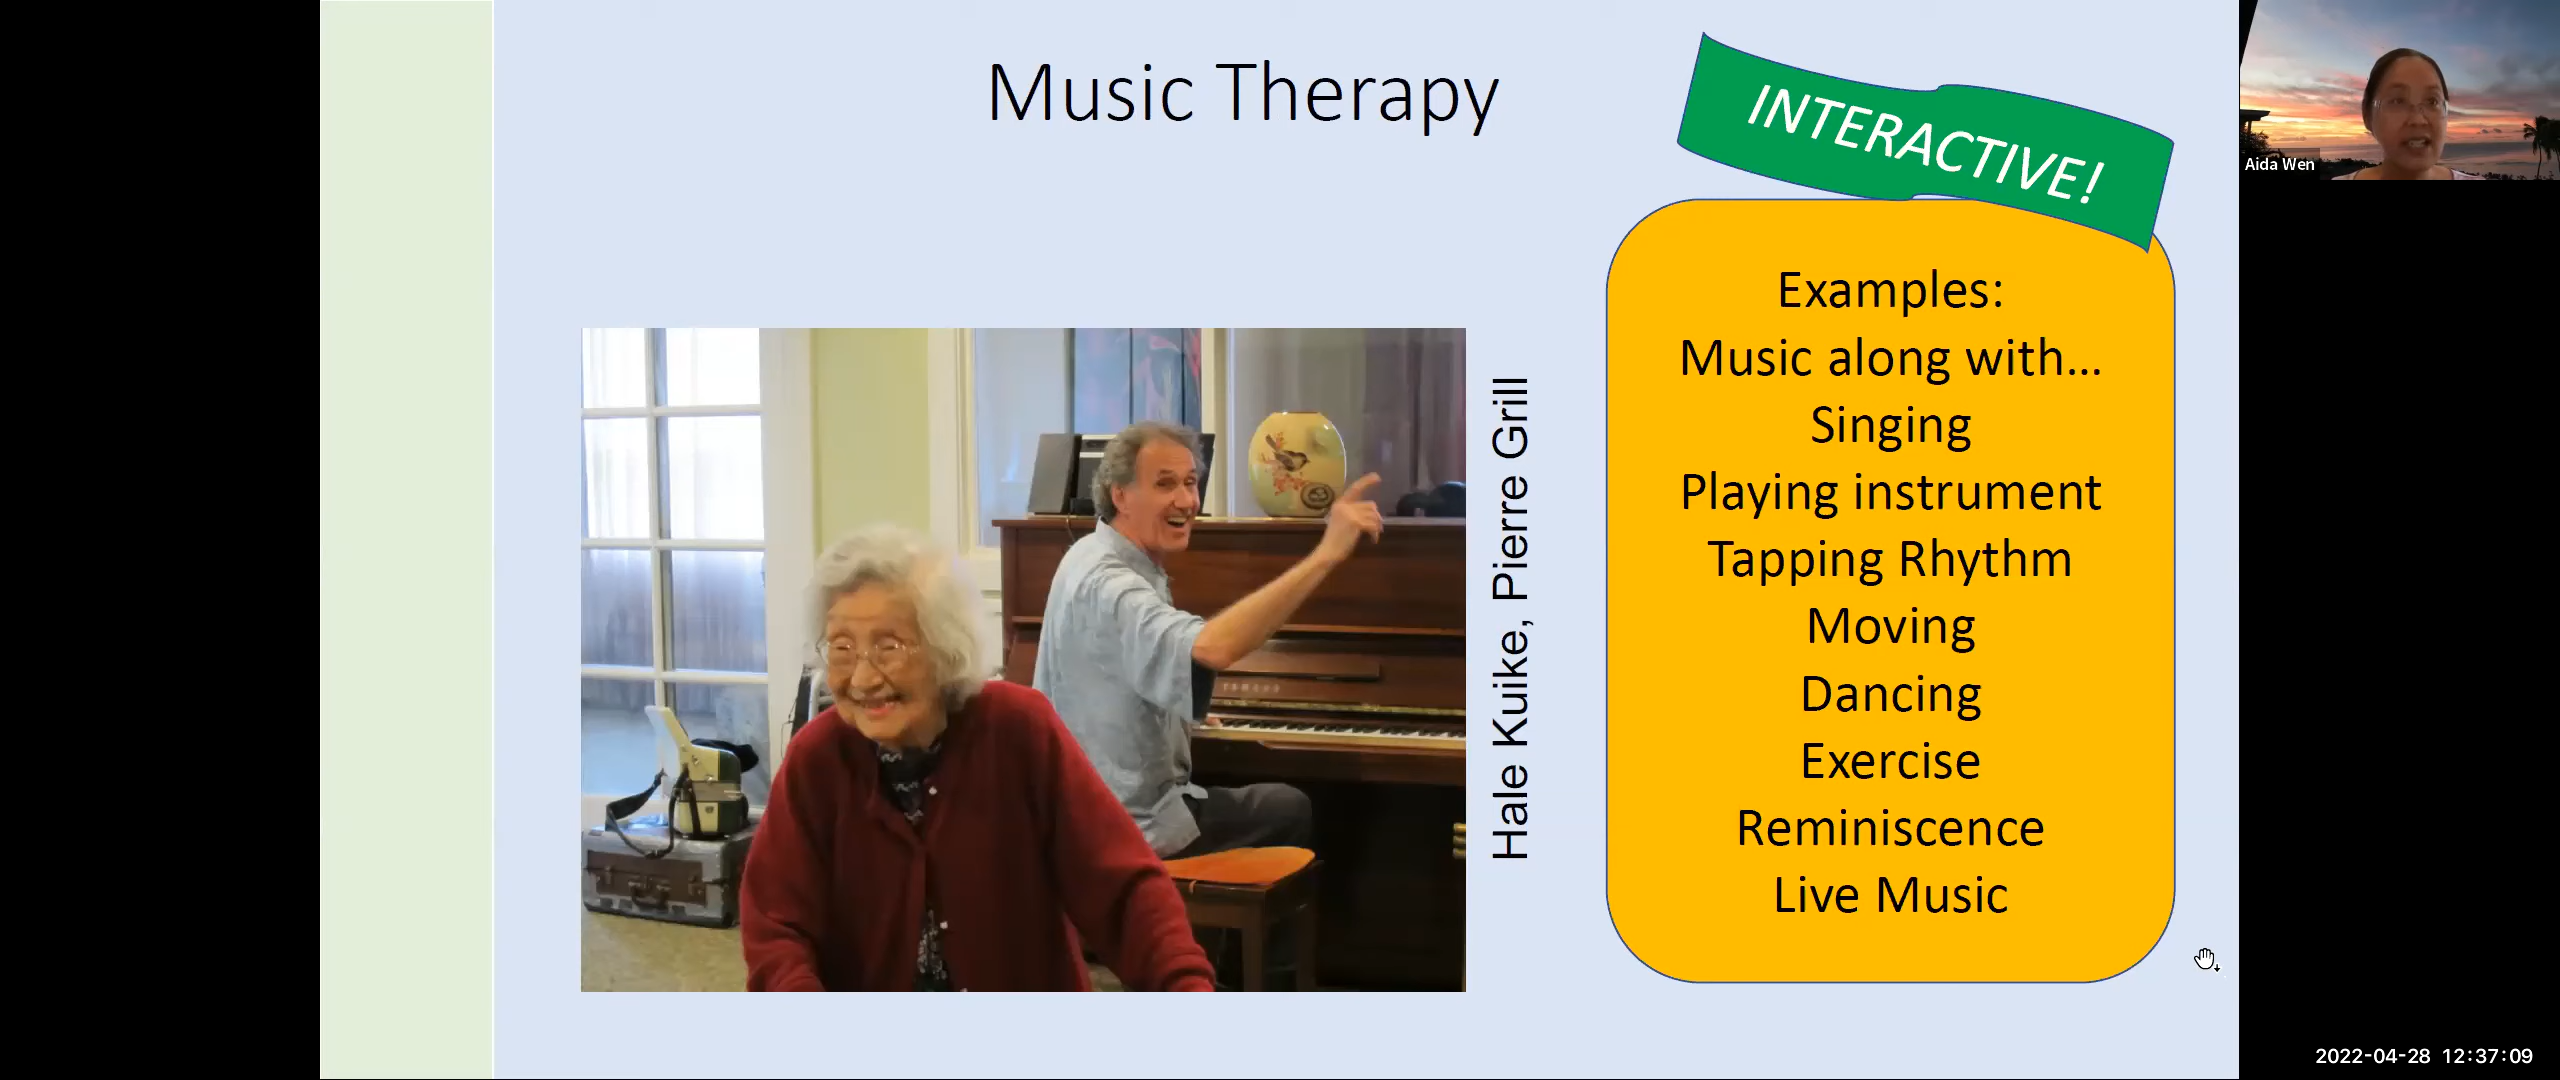 Music Therapy
INTERACTIVE!
Aida Wen
Examples:
Music along with...
Singing
Playing instrument
Tapping Rhythm
Moving
Dancing
Exercise
Reminiscence
Live Music
Hale Kuike, Pierre Grill
YAMAHA
2022-04-28 12:37:09